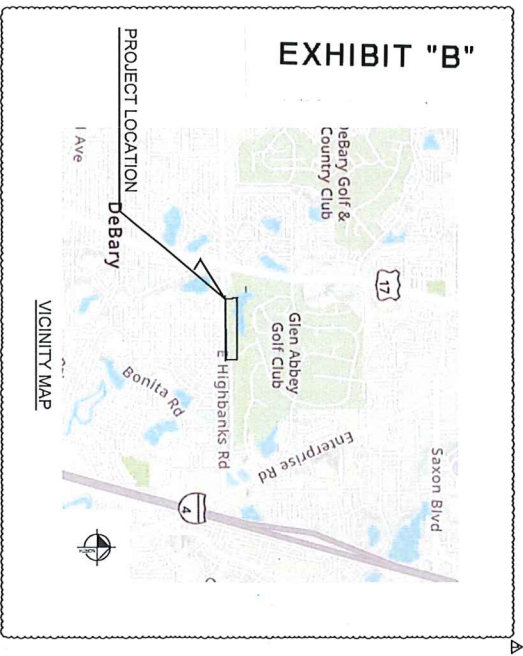 EXHIBIT "B"
PROJECT LOCATION
DeBary Golf &
Country Club
17
Saxon Blvd
Glen Abbey
Golf Club
Enterprise Rd
E Highbanks Rd
DeBary
l Ave
Bonita Rd
4
NORTH
VICINITY MAP